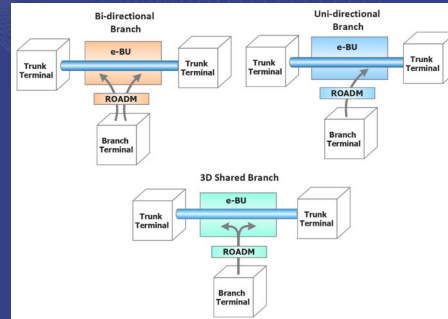 Bi-directional
Branch
e-BU
Trunk
Terminal
Trunk
Terminal
ROADM
Branch
Terminal
Uni-directional
Branch
e-BU
Trunk
Terminal
Trunk
Terminal
ROADM
Branch
Terminal
3D Shared Branch
e-BU
Trunk
Terminal
Trunk
Terminal
ROADM
Branch
Terminal